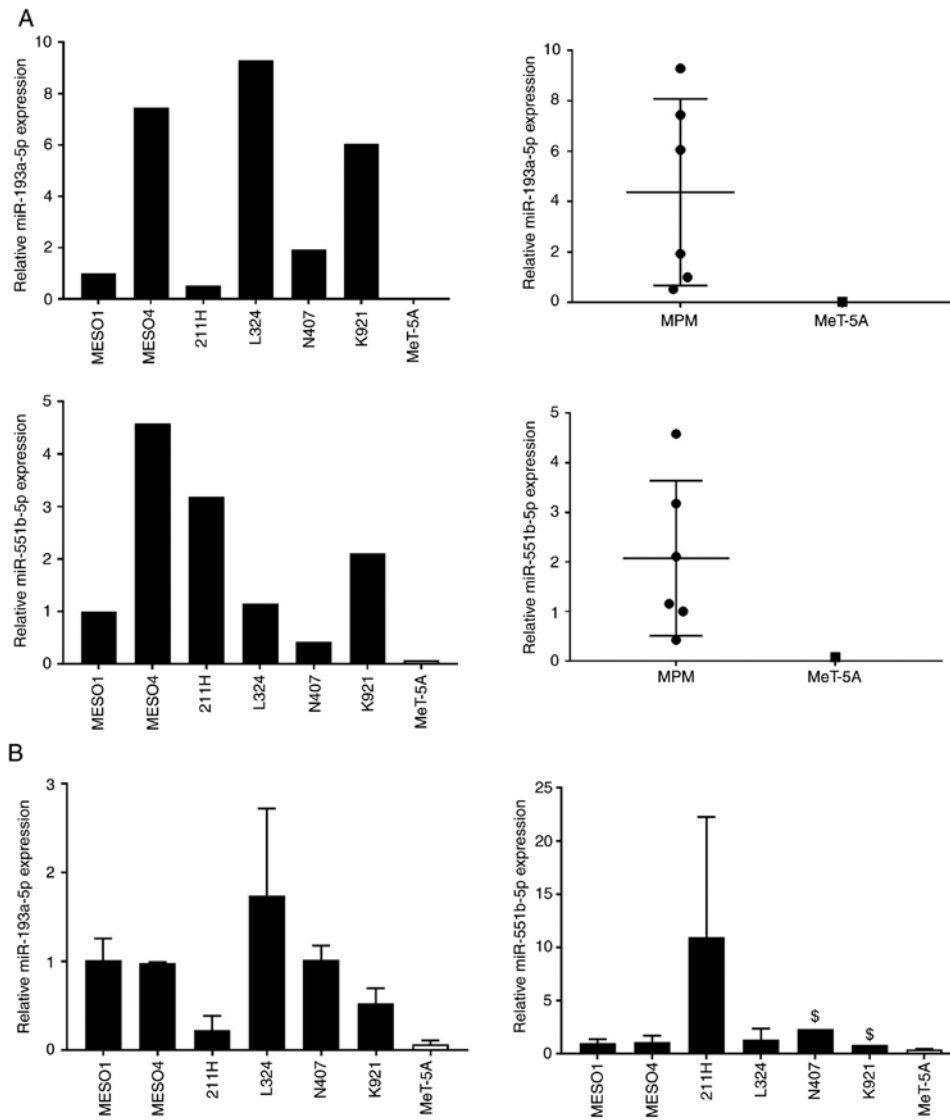 A
Relative miR-193a-5p expression
10
8
6
4
2
0
MESO1
MESO4
211H
L324
N407
K921
MeT-5A
Relative miR-193a-5p expression
10
8
6
4
2
0
MPM
MeT-5A
Relative miR-551b-5p expression
5
4
3
2
1
0
MESO1
MESO4
211H
L324
N407
K921
MeT-5A
Relative miR-551b-5p expression
5
4
3
2
1
0
MPM
MeT-5A
B
Relative miR-193a-5p expression
3
2
1
0
MESO1
MESO4
211H
L324
N407
K921
MeT-5A
Relative miR-551b-5p expression
25
20
15
10
5
0
$
$
MESO1
MESO4
211H
L324
N407
K921
MeT-5A